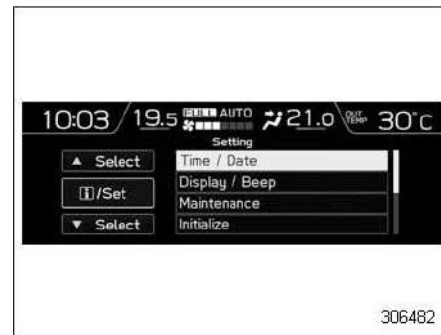 10:03 19.5 FULL AUTO 21.0 OUT TEMP 30°C
Setting
▲ Select
Time / Date
i/Set
Display / Beep
Maintenance
▼ Select
Initialize
306482